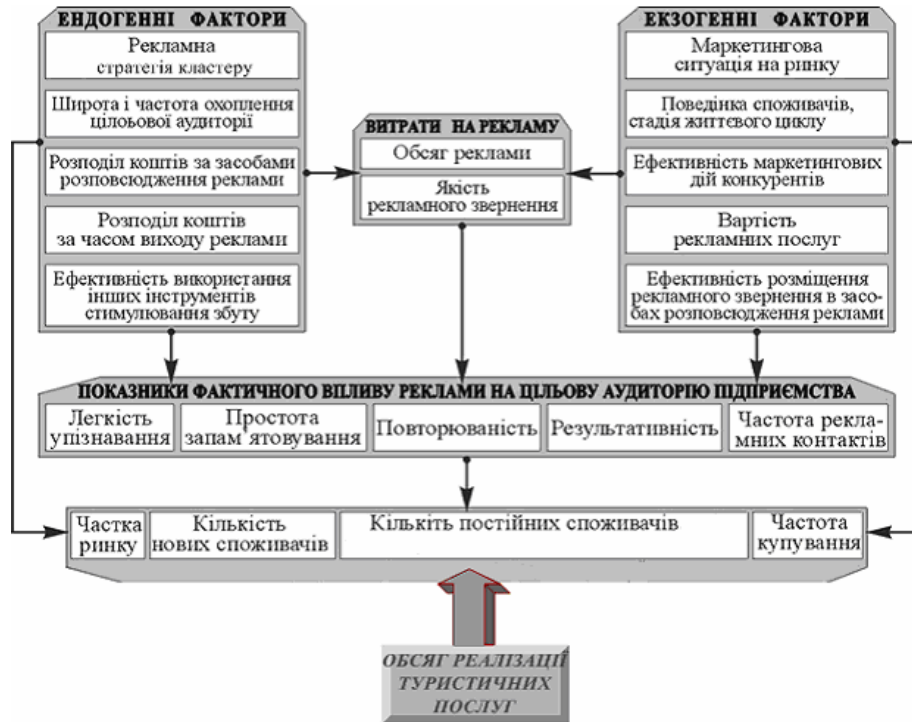 ЕНДОГЕННІ ФАКТОРИ
Рекламна
стратегія кластеру
Широта і частота охоплення
цілоьової аудиторії
Розподіл коштів за засобами
розповсюдження реклами
Розподіл коштів
за часом виходу реклами
Ефективність використання
інших інструментів
стимулювання збуту
ВИТРАТИ НА РЕКЛАМУ
Обсяг реклами
Якість
рекламного звернення
ЕКЗОГЕННІ ФАКТОРИ
Маркетингова
ситуація на ринку
Поведінка споживачів,
стадія життєвого циклу
Ефективність маркетингових
дій конкурентів
Вартість
рекламних послуг
Ефективність розміщення
рекламного звернення в засо-
бах розповсюдження реклами
ПОКАЗНИКИ ФАКТИЧНОГО ВПЛИВУ РЕКЛАМИ НА ЦІЛЬОВУ АУДИТОРІЮ ПІДПРИЄМСТВА
Легкість
упізнавання
Простота
запам᾽ятовування
Повторюваність
Результативність
Частота рекла-
мних контактів
Частка
ринку
Кількість
нових споживачів
Кількіть постійних споживачів
Частота
купування
ОБСЯГ РЕАЛІЗАЦІЇ
ТУРИСТИЧНИХ
ПОСЛУГ